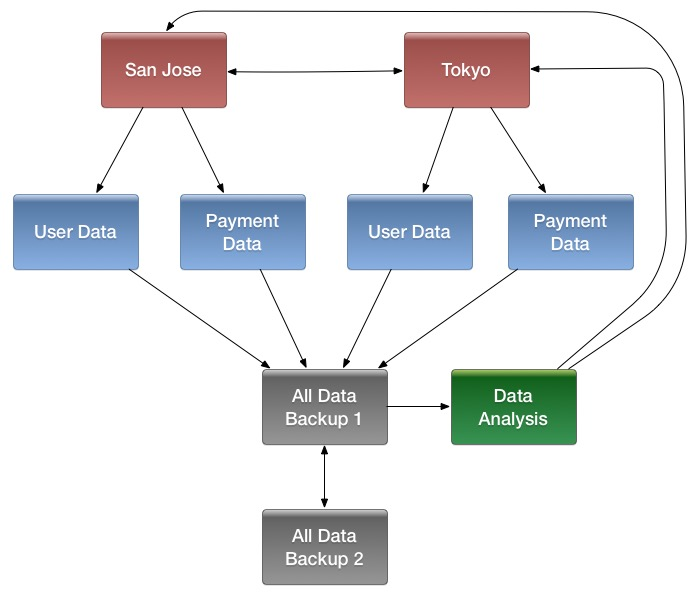 San Jose
Tokyo
User Data
Payment
Data
User Data
Payment
Data
All Data
Backup 1
Data
Analysis
All Data
Backup 2